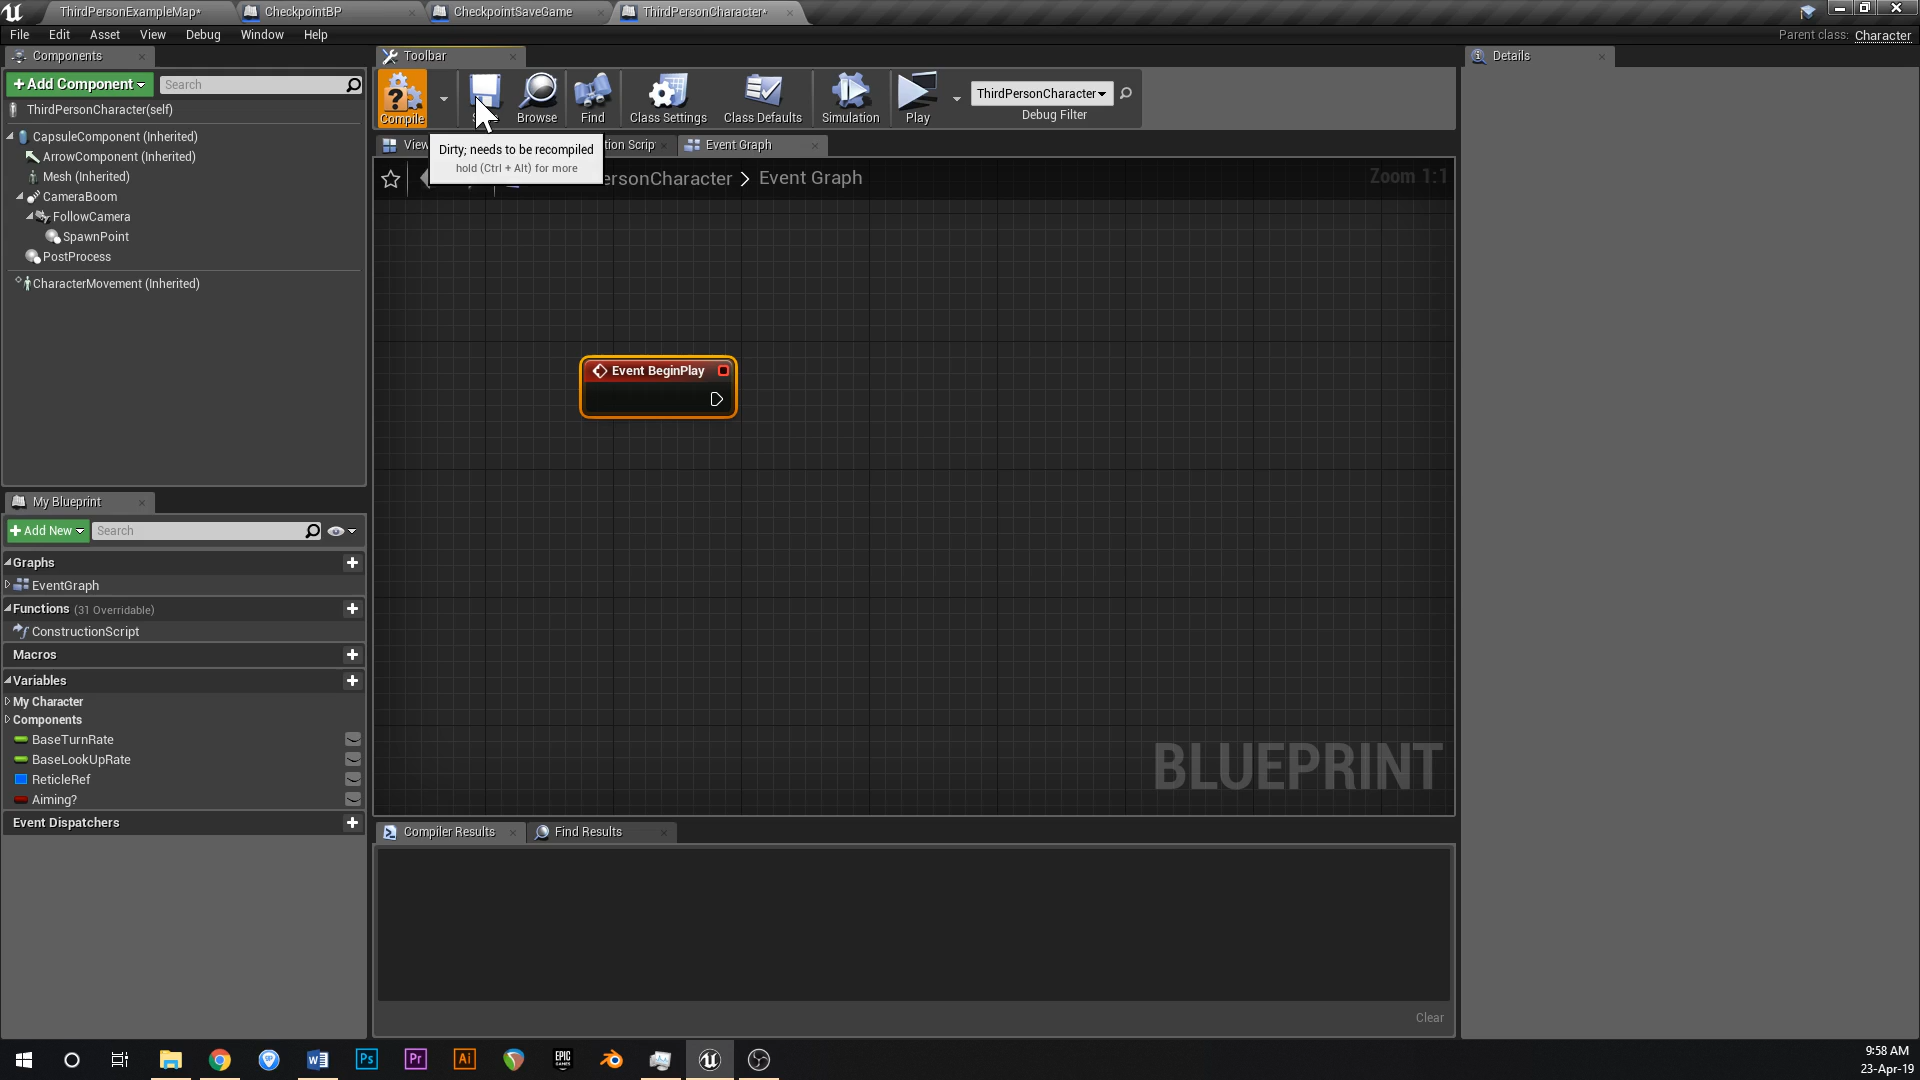 ThirdPersonExampleMap*
CheckpointBP
CheckpointSaveGame
ThirdPersonCharacter*
File Edit Asset View Debug Window Help
Parent class: Character
Components
+ Add Component
Search
ThirdPersonCharacter(self)
CapsuleComponent (Inherited)
ArrowComponent (Inherited)
Mesh (Inherited)
CameraBoom
FollowCamera
SpawnPoint
PostProcess
CharacterMovement (Inherited)
My Blueprint
+ Add New
Search
Graphs
EventGraph
Functions (31 Overridable)
ConstructionScript
Macros
Variables
My Character
Components
BaseTurnRate
BaseLookUpRate
ReticleRef
Aiming?
Event Dispatchers
Toolbar
Compile
Browse
Find
Class Settings
Class Defaults
Simulation
Play
ThirdPersonCharacter
Debug Filter
View
tion Scrip
Event Graph
Dirty; needs to be recompiled
hold (Ctrl + Alt) for more
ersonCharacter > Event Graph
Zoom 1:1
Event BeginPlay
BLUEPRINT
Compiler Results
Find Results
Clear
Details
Ps
Pr
Ai
EPIC
GAMES
9:58 AM
23-Apr-19